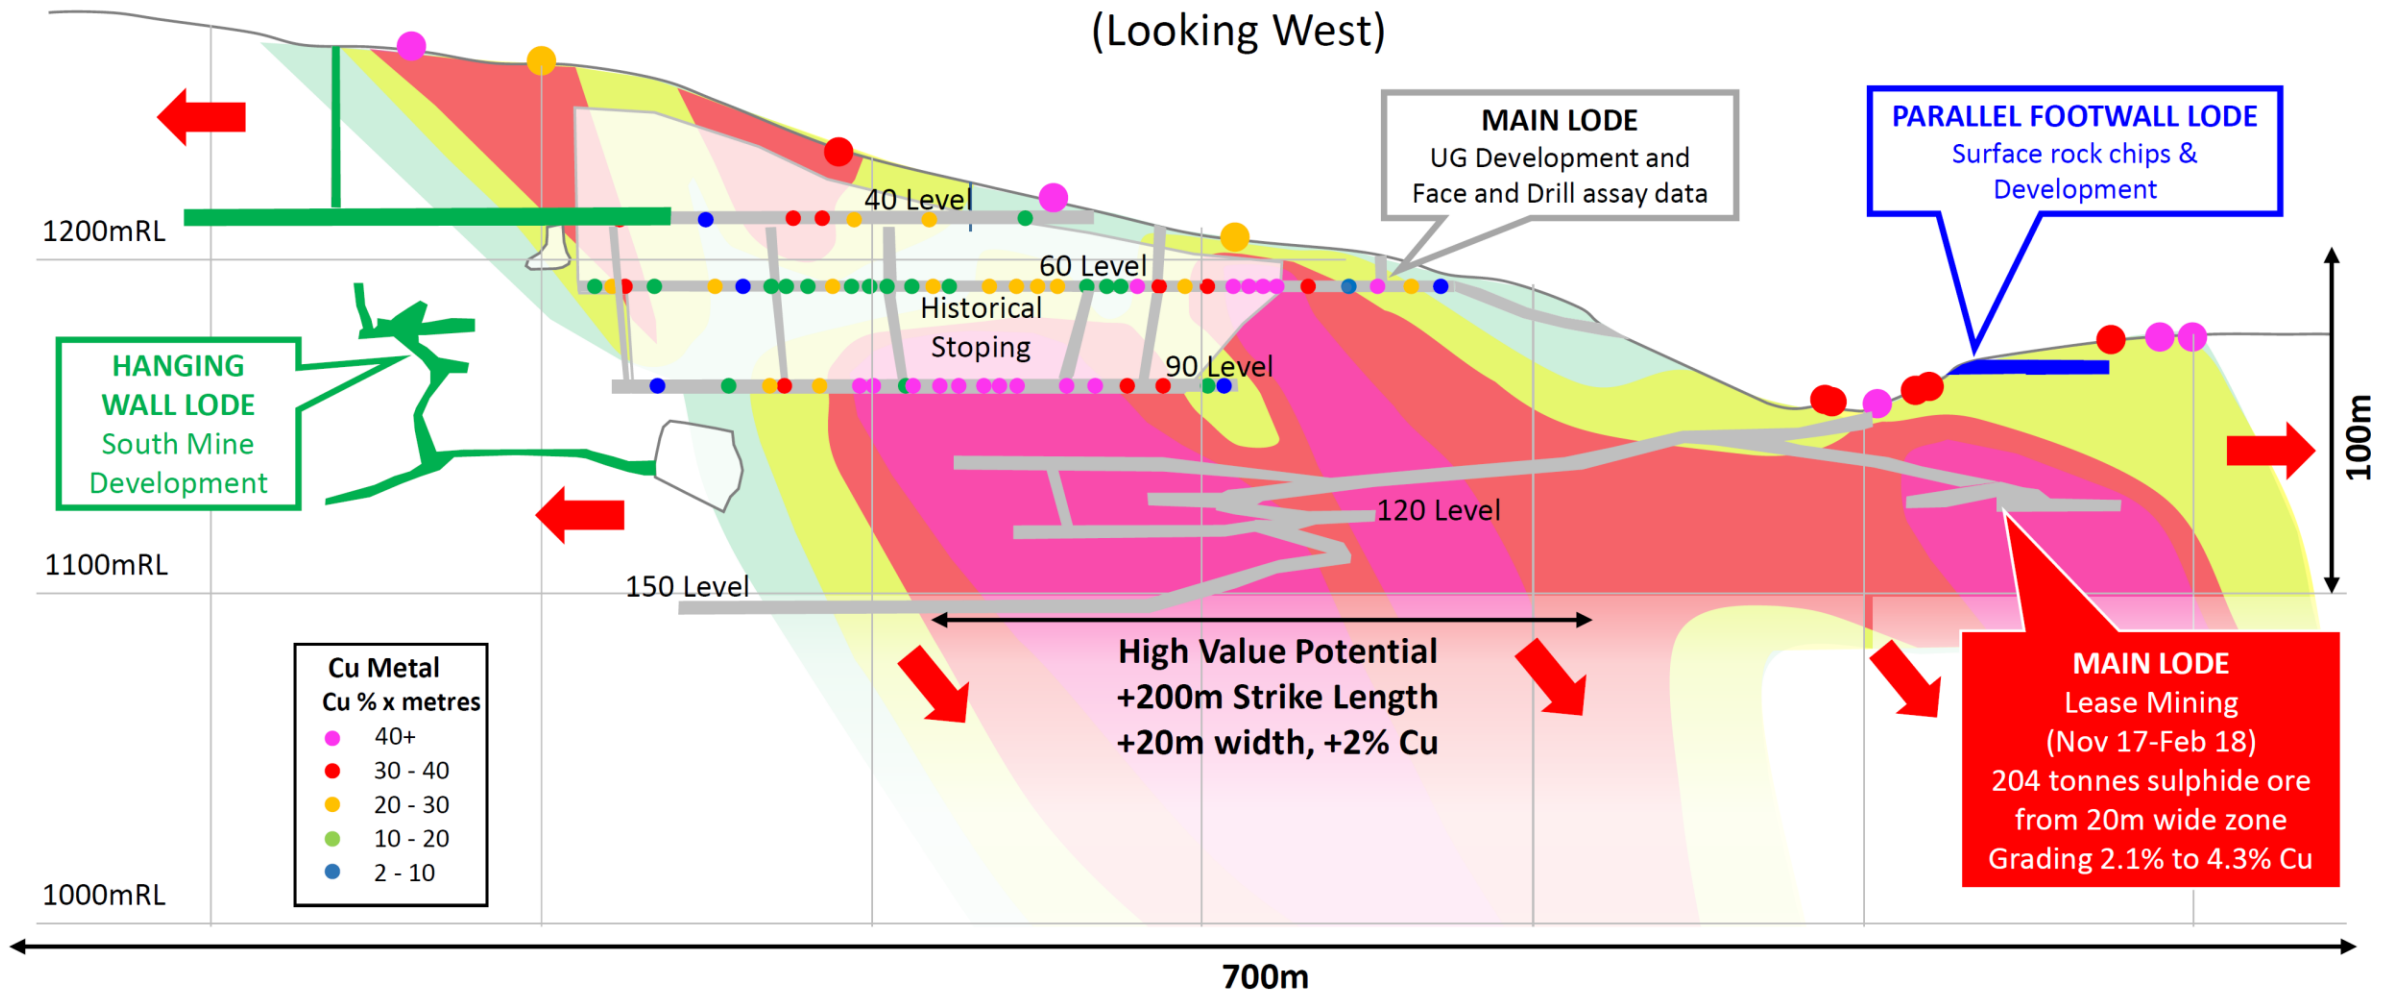 (Looking West)
MAIN LODE
UG Development and
Face and Drill assay data
PARALLEL FOOTWALL LODE
Surface rock chips &
Development
40 Level
1200mRL
60 Level
Historical
Stoping
90 Level
HANGING
WALL LODE
South Mine
Development
100m
120 Level
1100mRL
150 Level
High Value Potential
+200m Strike Length
+20m width, +2% Cu
Cu Metal
Cu % x metres
40+
30 - 40
20 - 30
10 - 20
2 - 10
MAIN LODE
Lease Mining
(Nov 17-Feb 18)
204 tonnes sulphide ore
from 20m wide zone
Grading 2.1% to 4.3% Cu
1000mRL
700m